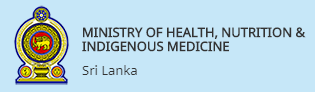 MINISTRY OF HEALTH, NUTRITION &
INDIGENOUS MEDICINE
Sri Lanka